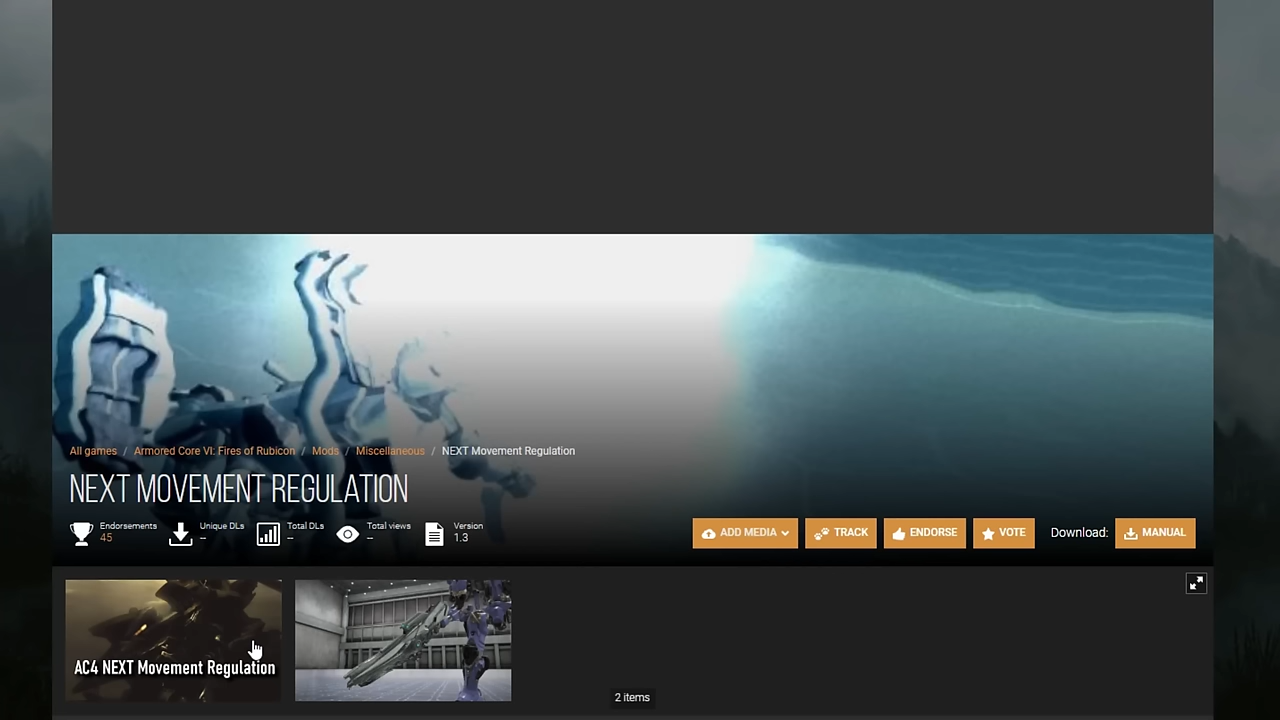 All games / Armored Core VI: Fires of Rubicon / Mods / Miscellaneous / NEXT Movement Regulation
NEXT MOVEMENT REGULATION
Endorsements
45
Unique DLs
--
Total DLs
--
Total views
--
Version
1.3
ADD MEDIA
TRACK
ENDORSE
VOTE
Download:
MANUAL
AC4 NEXT Movement Regulation
2 items